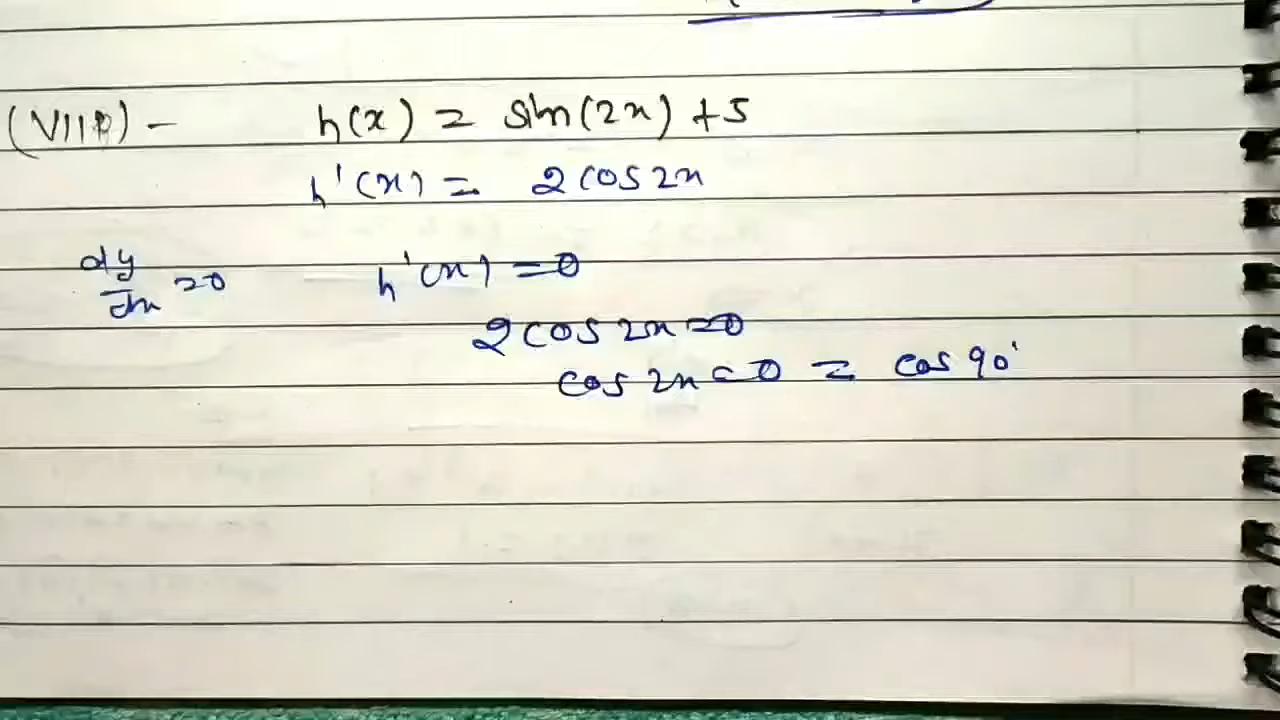 (VIII) - h(x) = sin(2x) + 5
h'(x) = 2 cos 2x
dy/dx = 0 h'(x) = 0
2 cos 2x = 0
cos 2x = 0 = cos 90°